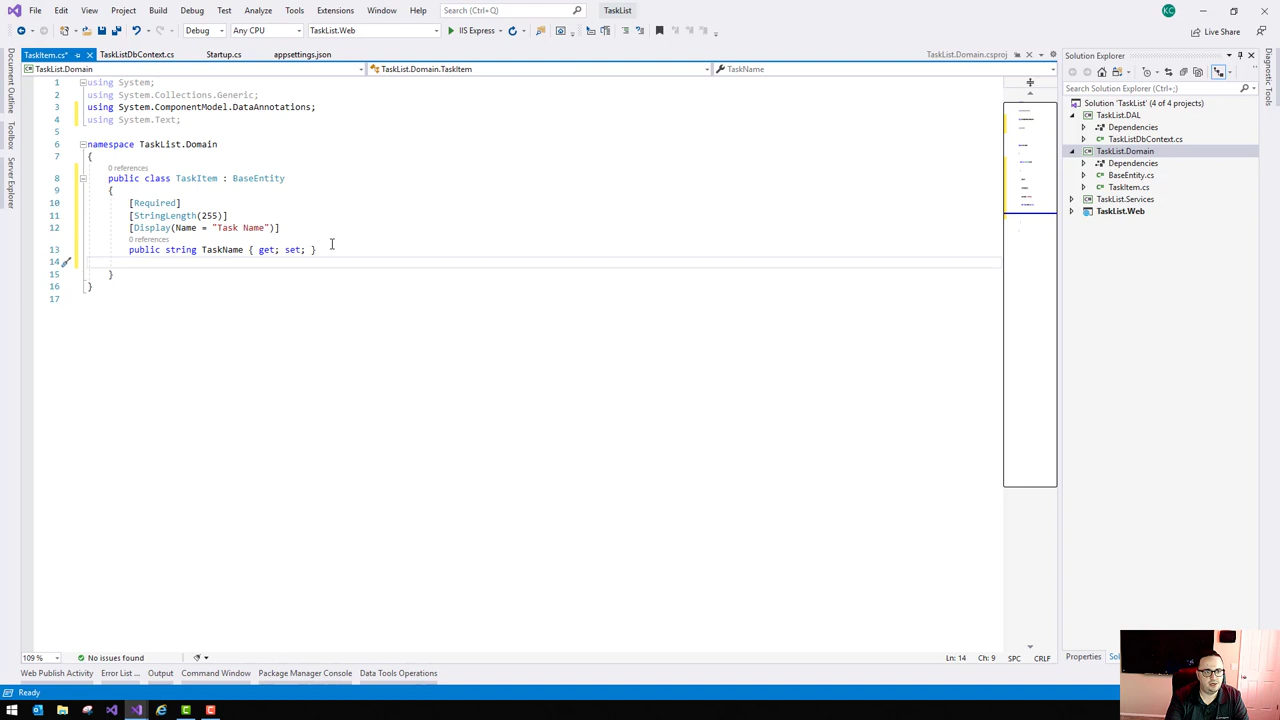 File Edit View Project Build Debug Test Analyze Tools Extensions Window Help Search (Ctrl+Q) TaskList KC
Debug Any CPU TaskList.Web IIS Express Live Share
TaskItem.cs* TaskListDbContext.cs Startup.cs appsettings.json TaskList.Domain.csproj Solution Explorer
TaskList.Domain TaskList.Domain.TaskItem TaskName
Document Outline
Toolbox
Server Explorer
1 using System;
2 using System.Collections.Generic;
3 using System.ComponentModel.DataAnnotations;
4 using System.Text;
5
6 namespace TaskList.Domain
7 {
0 references
8 public class TaskItem : BaseEntity
9 {
10 [Required]
11 [StringLength(255)]
12 [Display(Name = "Task Name")]
0 references
13 public string TaskName { get; set; }
14
15 }
16 }
17
Search Solution Explorer (Ctrl+;)
Solution 'TaskList' (4 of 4 projects)
TaskList.DAL
Dependencies
TaskListDbContext.cs
TaskList.Domain
Dependencies
BaseEntity.cs
TaskItem.cs
TaskList.Services
TaskList.Web
Diagnostic Tools
109 % No issues found Ln: 14 Ch: 9 SPC CRLF
Properties
Web Publish Activity Error List ... Output Command Window Package Manager Console Data Tools Operations
Ready